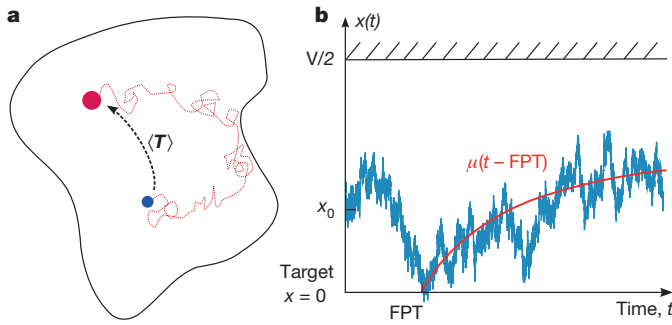 a
⟨T⟩
b
x(t)
V/2
μ(t – FPT)
x0
Target
x = 0
FPT
Time, t